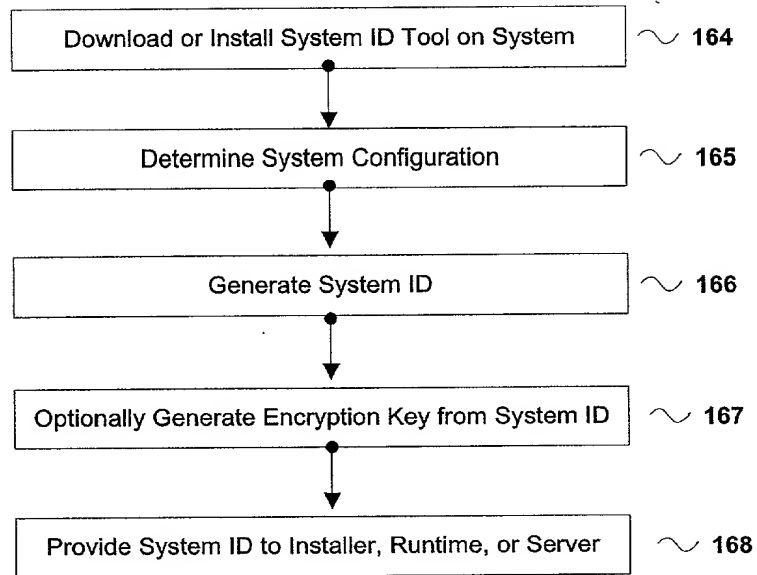 Download or Install System ID Tool on System 164
Determine System Configuration 165
Generate System ID 166
Optionally Generate Encryption Key from System ID 167
Provide System ID to Installer, Runtime, or Server 168